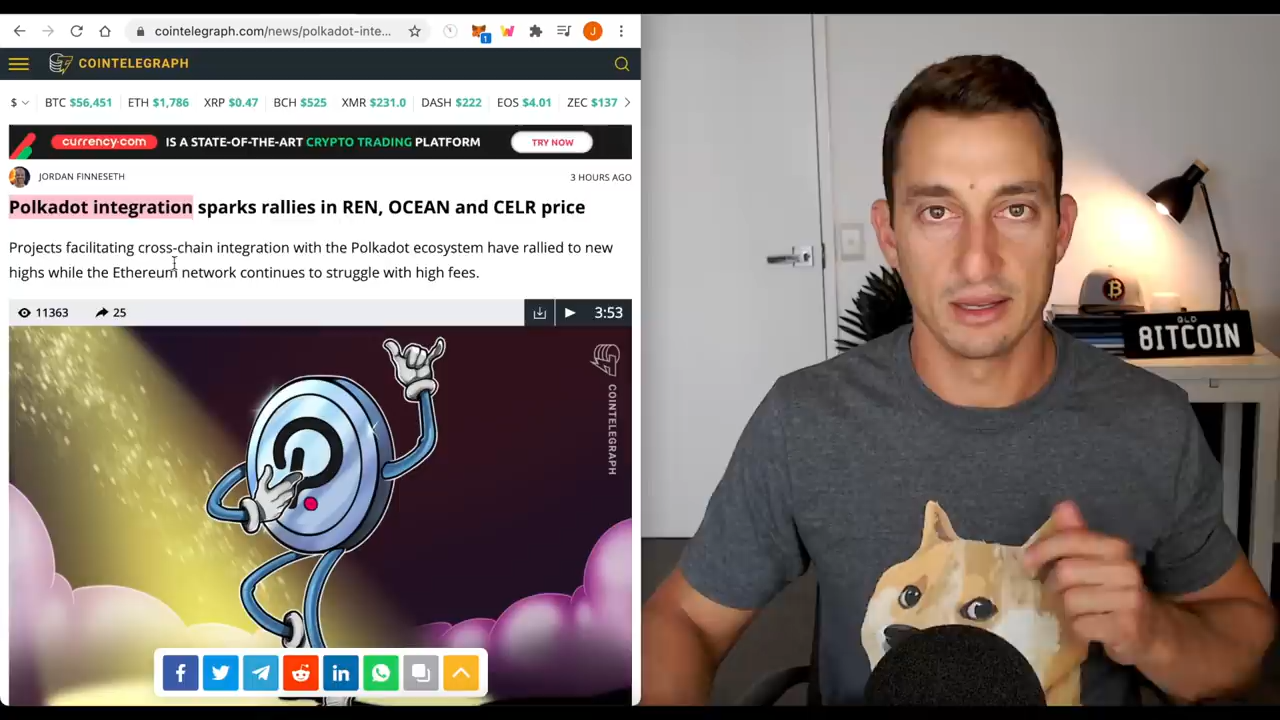 cointelegraph.com/news/polkadot-inte...
1
J
COINTELEGRAPH
$ BTC $56,451 ETH $1,786 XRP $0.47 BCH $525 XMR $231.0 DASH $222 EOS $4.01 ZEC $137
currency.com IS A STATE-OF-THE-ART CRYPTO TRADING PLATFORM TRY NOW
JORDAN FINNESETH 3 HOURS AGO
Polkadot integration sparks rallies in REN, OCEAN and CELR price
Projects facilitating cross-chain integration with the Polkadot ecosystem have rallied to new
highs while the Ethereum network continues to struggle with high fees.
11363 25 3:53
COINTELEGRAPH
QLD
8ITCOIN